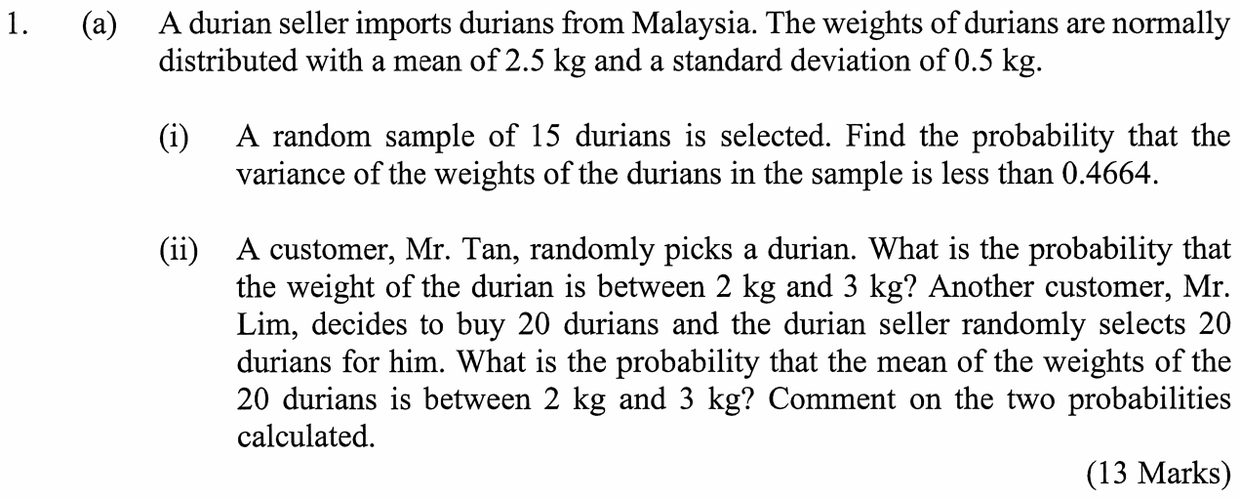 1. (a) A durian seller imports durians from Malaysia. The weights of durians are normally
distributed with a mean of 2.5 kg and a standard deviation of 0.5 kg.
(i) A random sample of 15 durians is selected. Find the probability that the
variance of the weights of the durians in the sample is less than 0.4664.
(ii) A customer, Mr. Tan, randomly picks a durian. What is the probability that
the weight of the durian is between 2 kg and 3 kg? Another customer, Mr.
Lim, decides to buy 20 durians and the durian seller randomly selects 20
durians for him. What is the probability that the mean of the weights of the
20 durians is between 2 kg and 3 kg? Comment on the two probabilities
calculated.
(13 Marks)